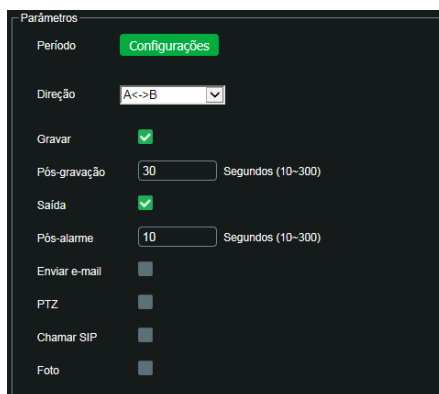 Parâmetros
Período Configurações
Direção A<->B
Gravar
Pós-gravação 30 Segundos (10~300)
Saída
Pós-alarme 10 Segundos (10~300)
Enviar e-mail
PTZ
Chamar SIP
Foto